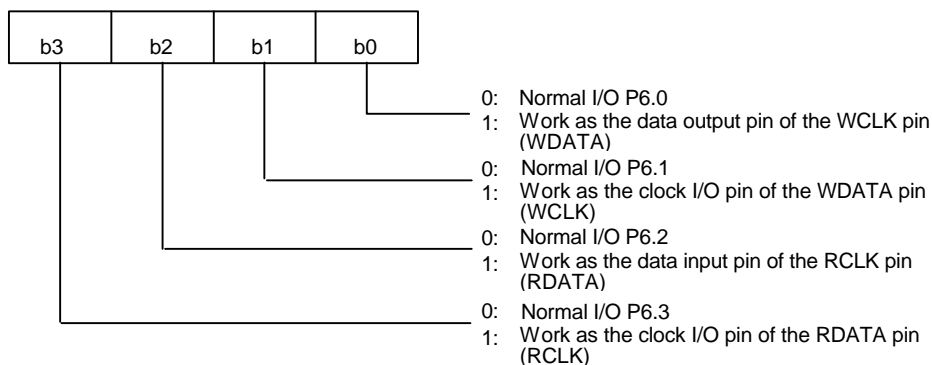 b3 b2 b1 b0
0: Normal I/O P6.0
1: Work as the data output pin of the WCLK pin
(WDATA)
0: Normal I/O P6.1
1: Work as the clock I/O pin of the WDATA pin
(WCLK)
0: Normal I/O P6.2
1: Work as the data input pin of the RCLK pin
(RDATA)
0: Normal I/O P6.3
1: Work as the clock I/O pin of the RDATA pin
(RCLK)